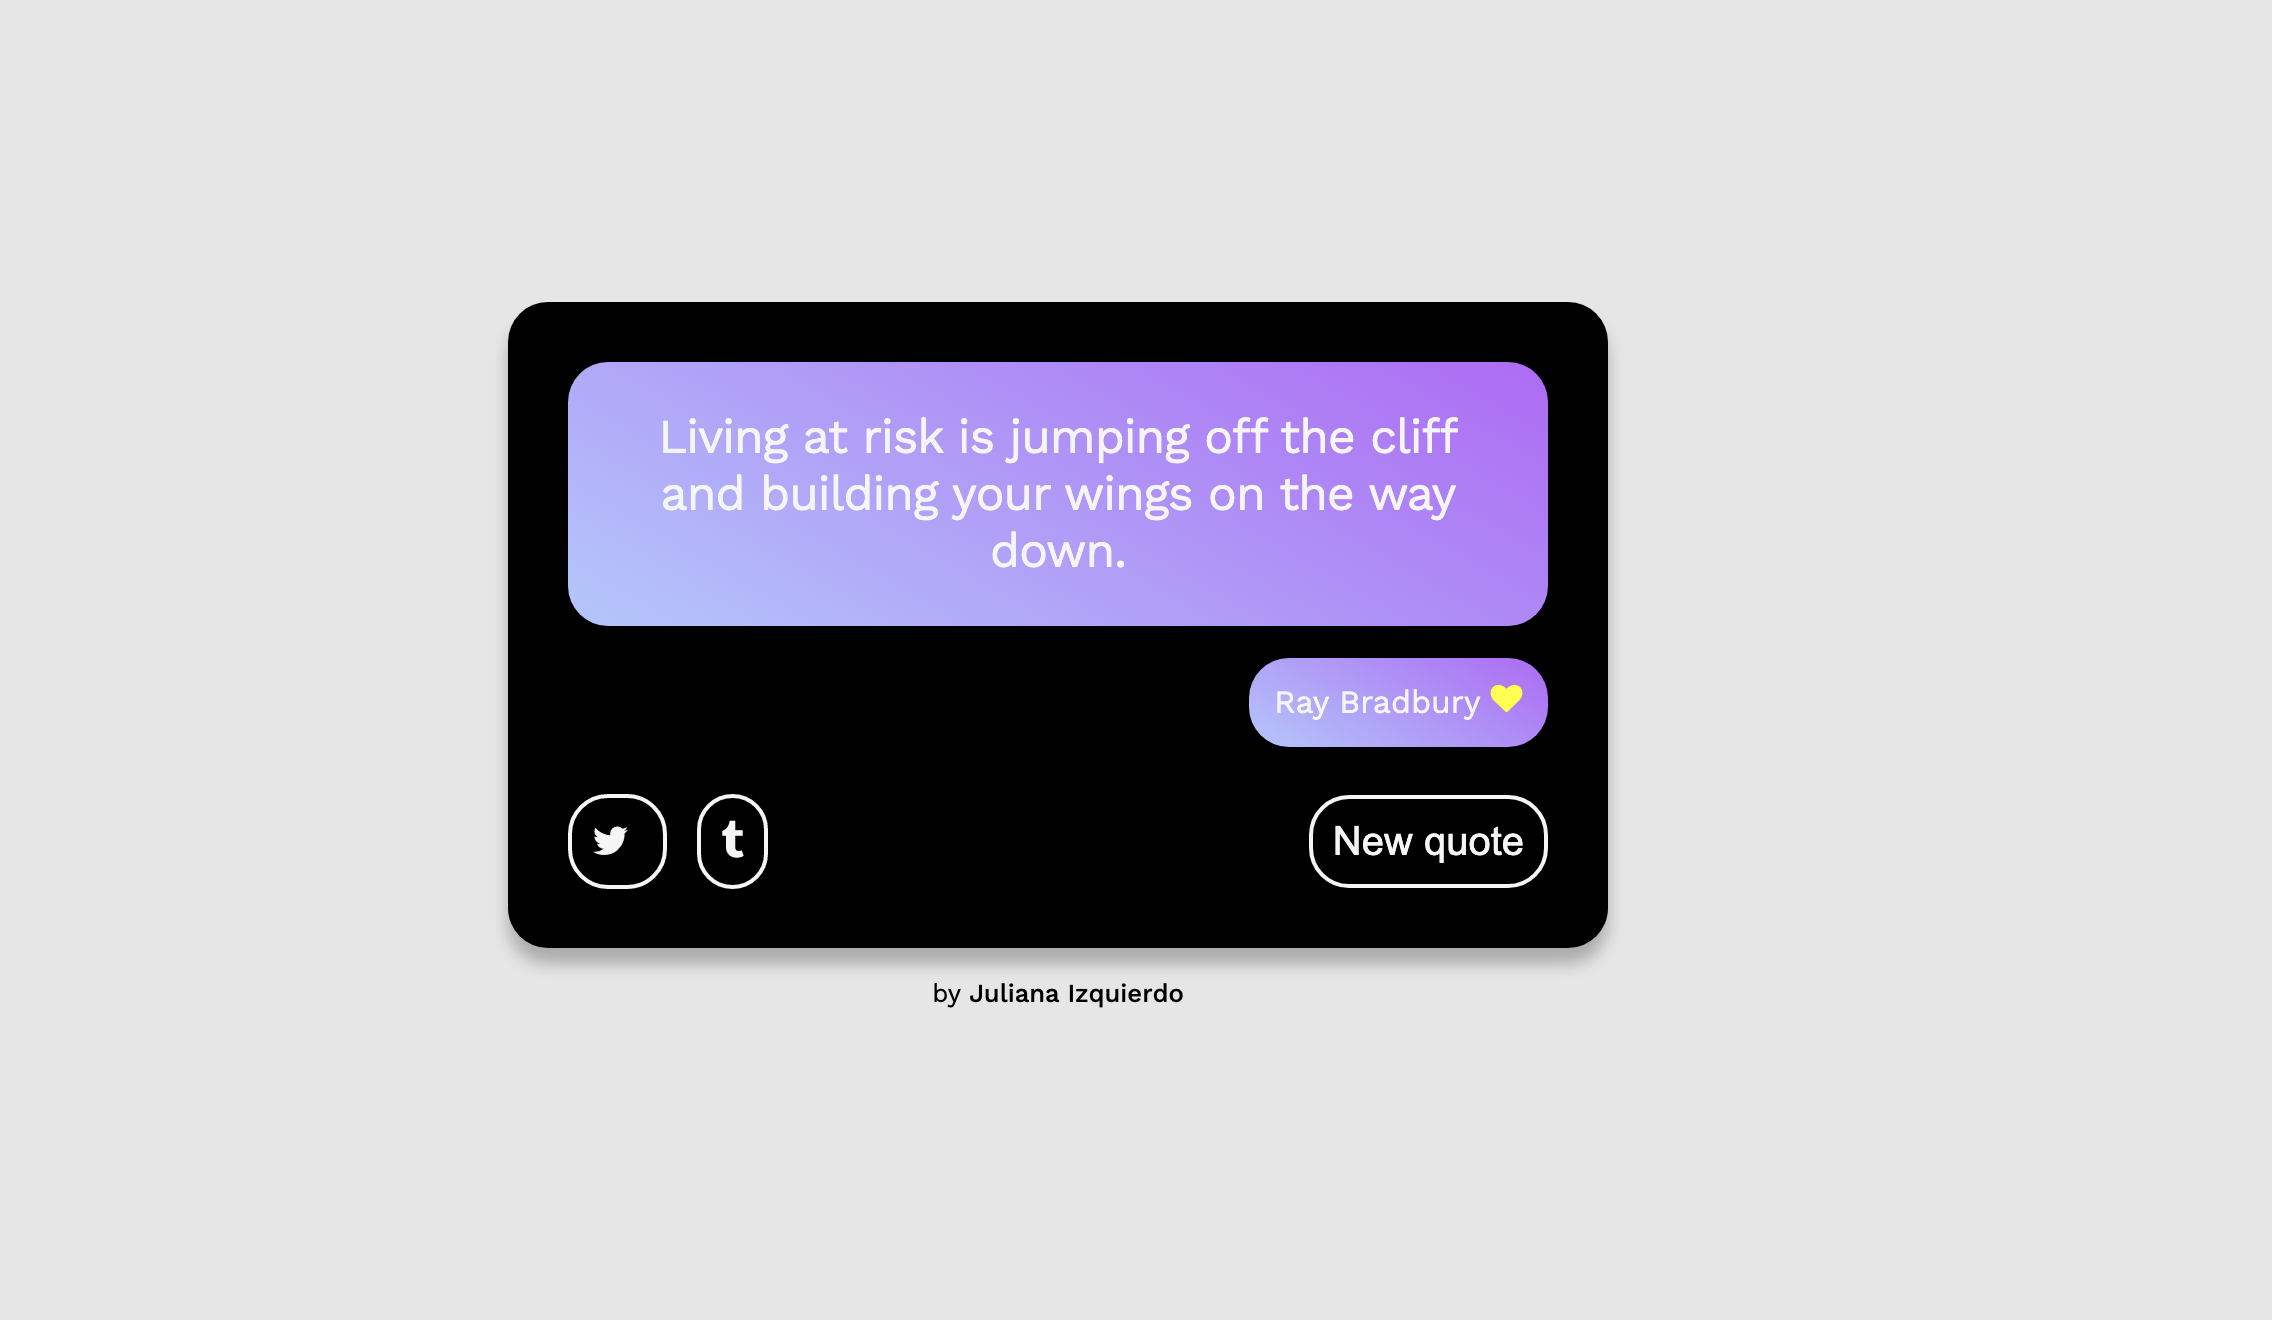 Living at risk is jumping off the cliff
and building your wings on the way
down.
Ray Bradbury
New quote
by Juliana Izquierdo